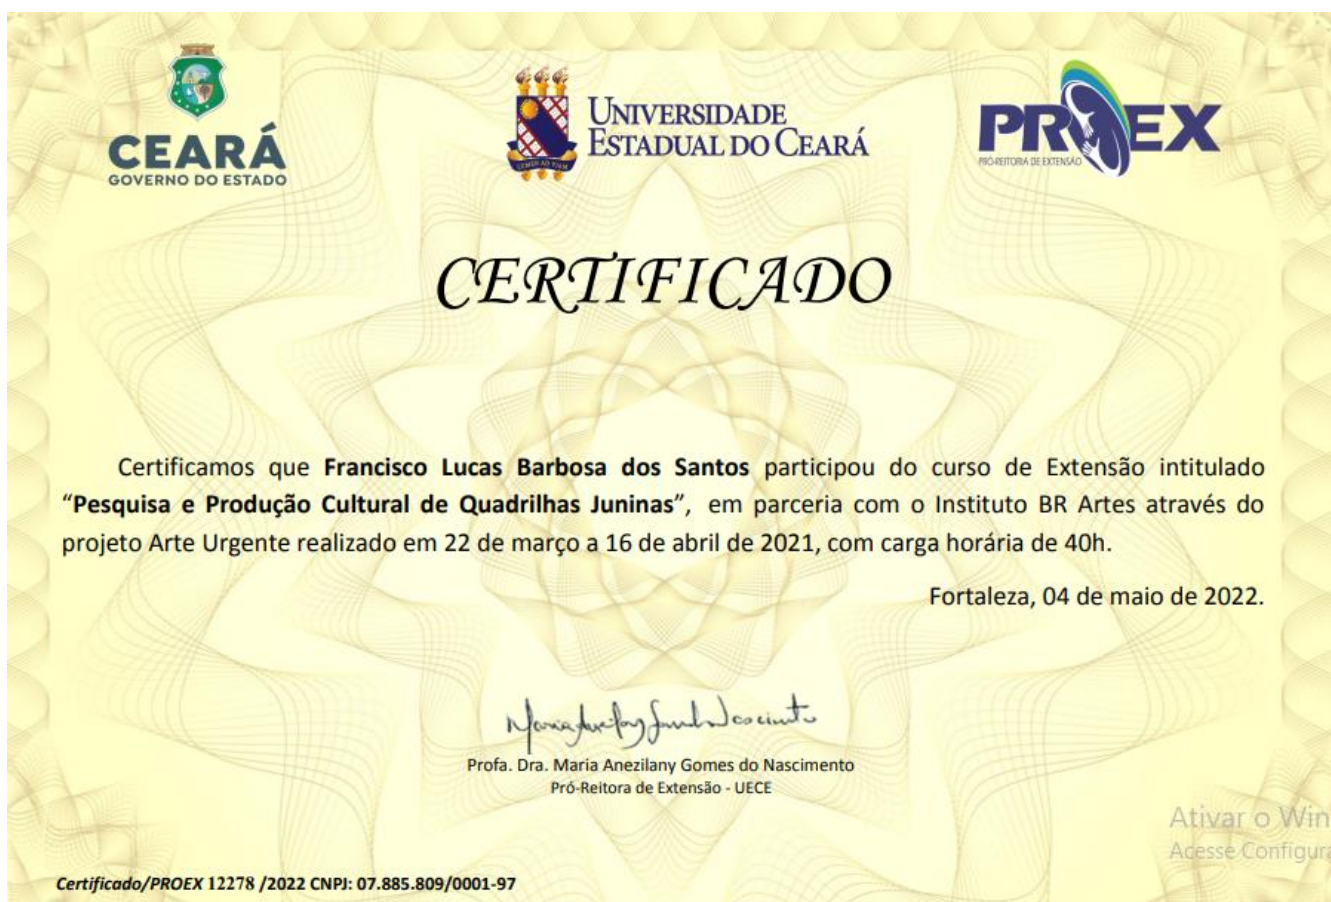 CEARÁ
GOVERNO DO ESTADO
UNIVERSIDADE
ESTADUAL DO CEARÁ
PROEX
PRÓ-REITORIA DE EXTENSÃO
CERTIFICADO
Certificamos que Francisco Lucas Barbosa dos Santos participou do curso de Extensão intitulado
“Pesquisa e Produção Cultural de Quadrilhas Juninas”, em parceria com o Instituto BR Artes através do
projeto Arte Urgente realizado em 22 de março a 16 de abril de 2021, com carga horária de 40h.
Fortaleza, 04 de maio de 2022.
Profa. Dra. Maria Anezilany Gomes do Nascimento
Pró-Reitora de Extensão - UECE
Ativar o Win
Acesse Configura
Certificado/PROEX 12278 /2022 CNPJ: 07.885.809/0001-97